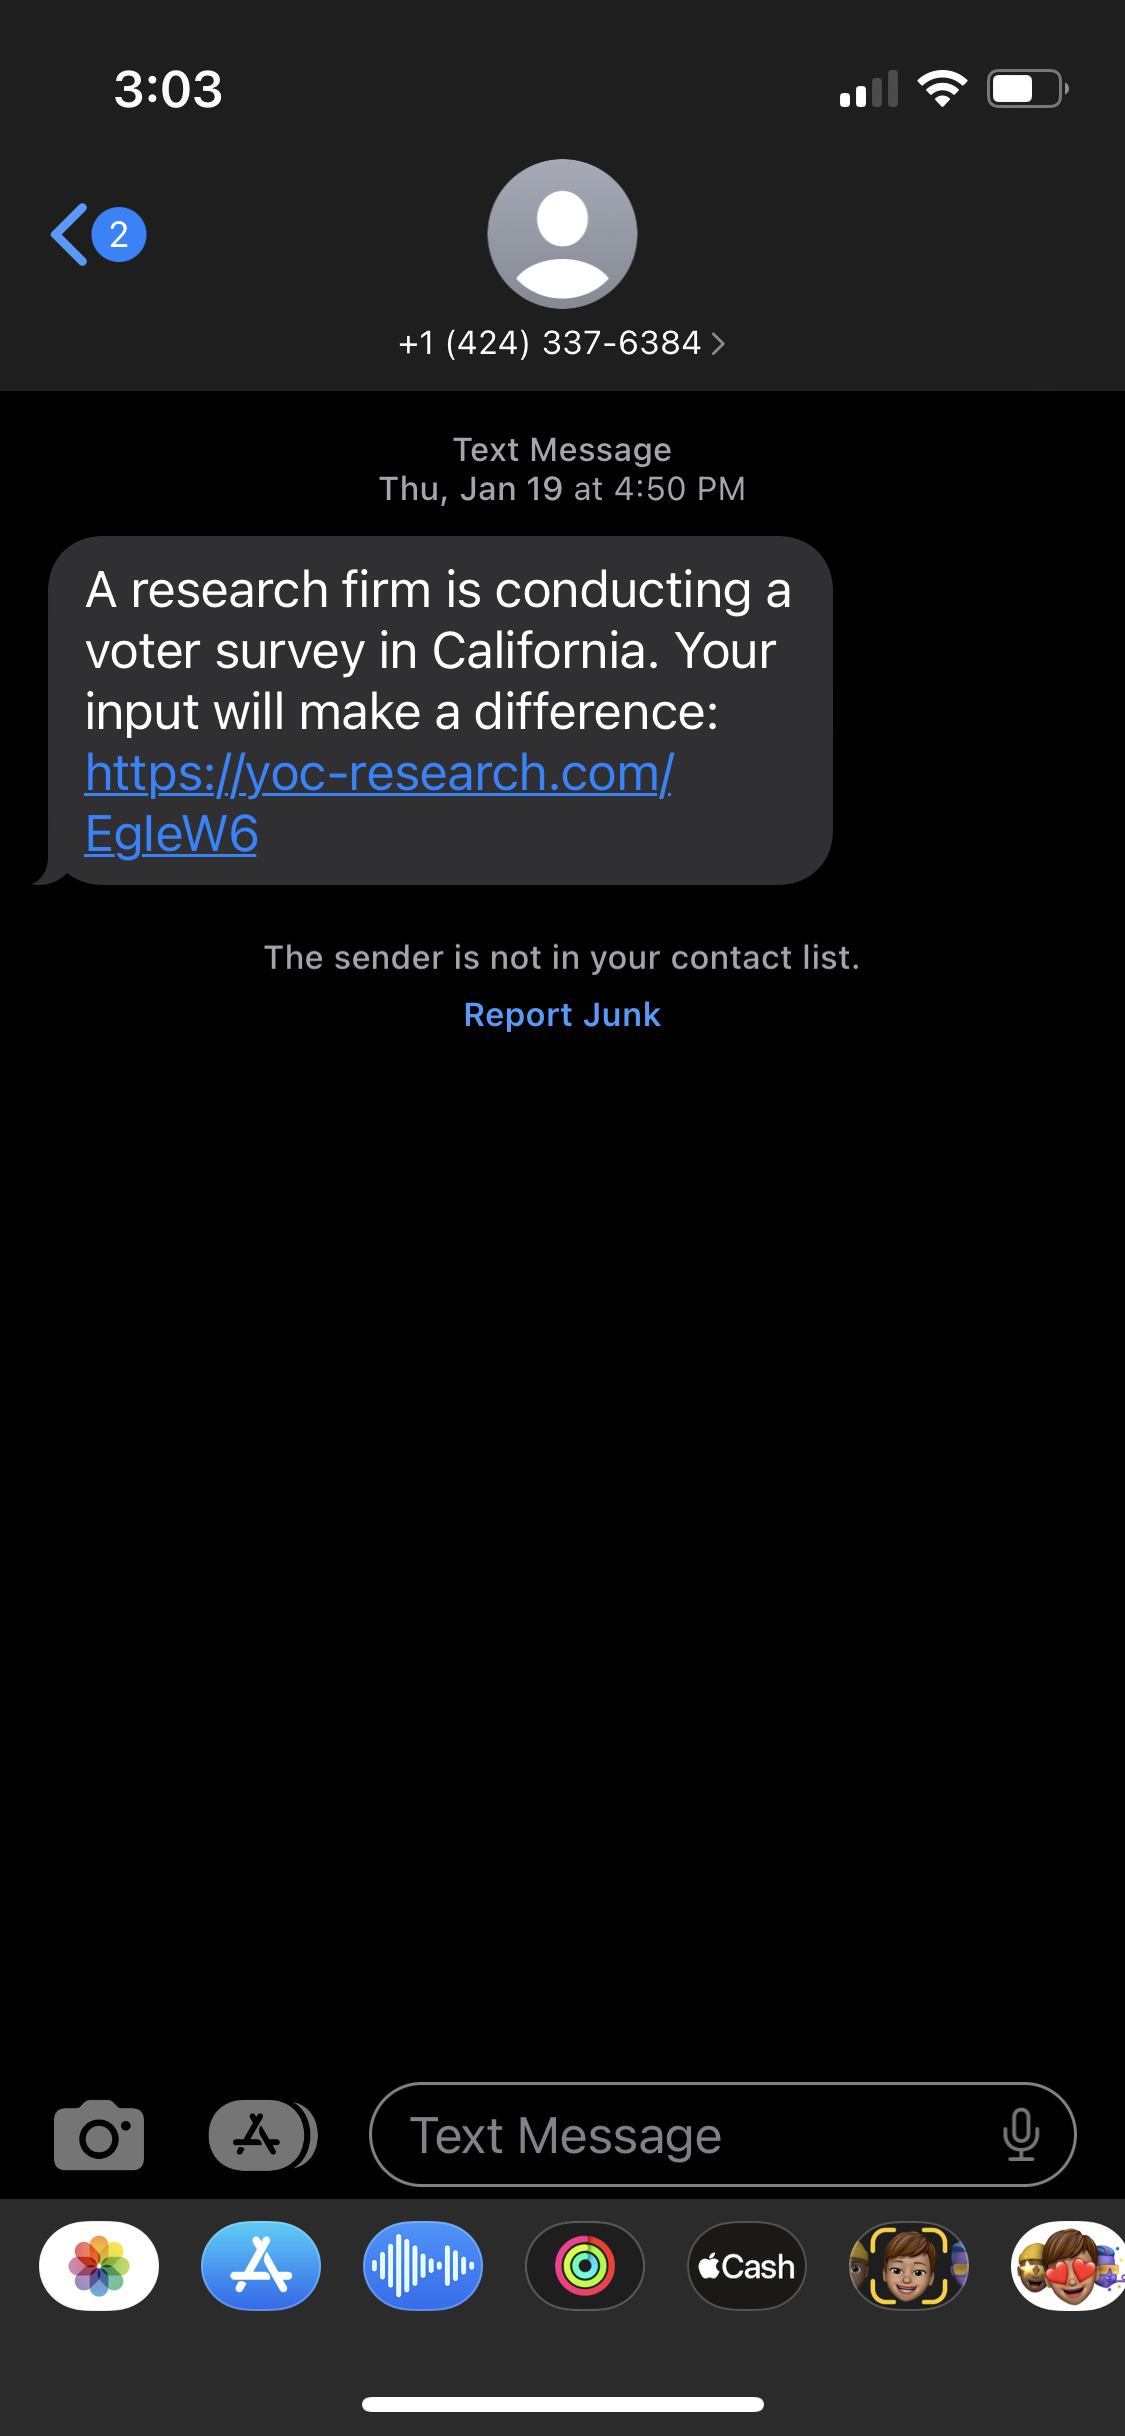 3:03
2
+1 (424) 337-6384
Text Message
Thu, Jan 19 at 4:50 PM
A research firm is conducting a
voter survey in California. Your
input will make a difference:
https://yoc-research.com/
EgleW6
The sender is not in your contact list.
Report Junk
Text Message
Cash